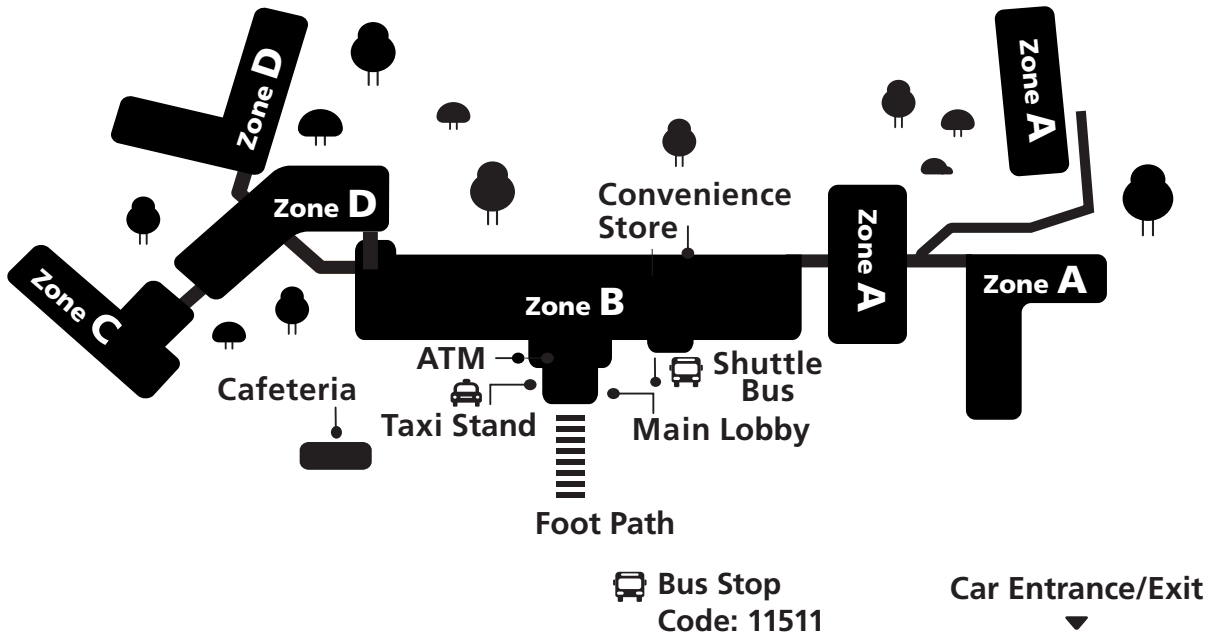 Zone D
Zone A
Convenience
Store
Zone D
Zone A
Zone A
Zone C
Zone B
ATM
Shuttle
Bus
Cafeteria
Taxi Stand
Main Lobby
Foot Path
Bus Stop
Code: 11511
Car Entrance/Exit